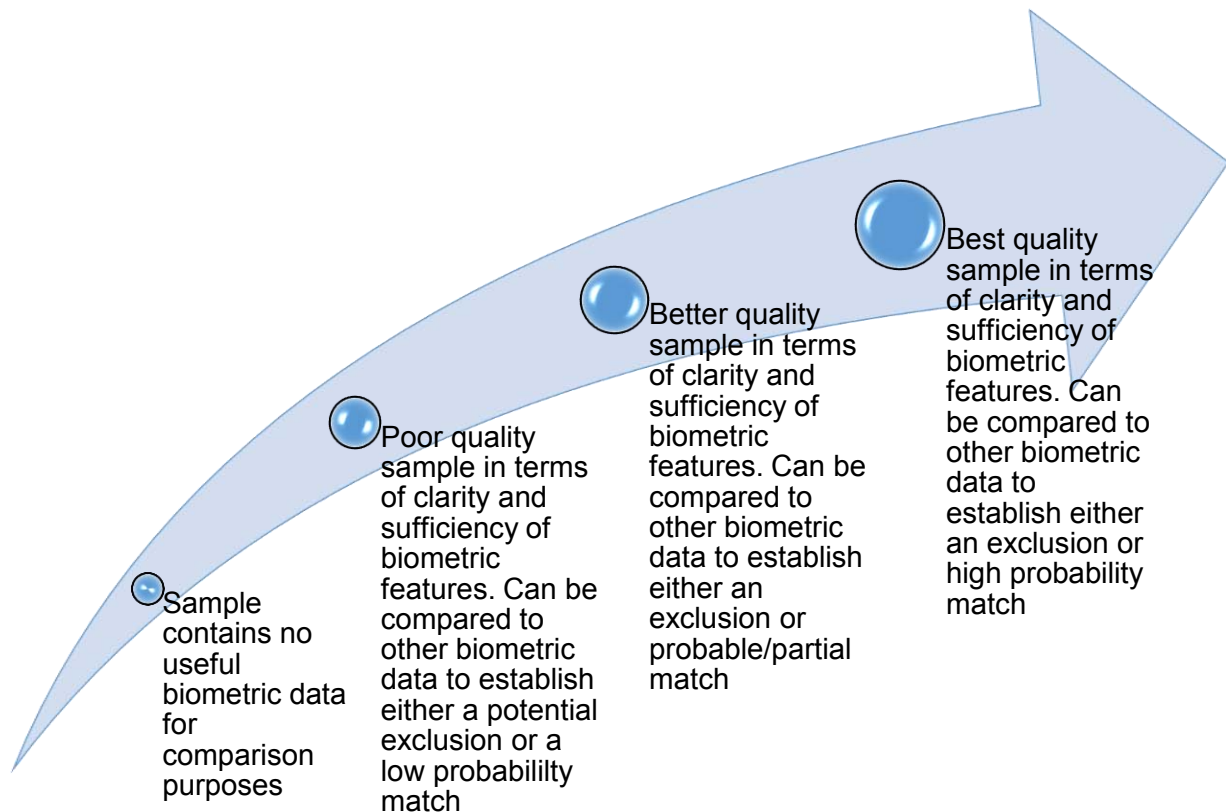 Sample
contains no
useful
biometric data
for
comparison
purposes
Poor quality
sample in terms
of clarity and
sufficiency of
biometric
features. Can be
compared to
other biometric
data to establish
either a potential
exclusion or a
low probabililty
match
Better quality
sample in terms
of clarity and
sufficiency of
biometric
features. Can be
compared to
other biometric
data to establish
either an
exclusion or
probable/partial
match
Best quality
sample in terms
of clarity and
sufficiency of
biometric
features. Can
be compared to
other biometric
data to
establish either
an exclusion or
high probability
match